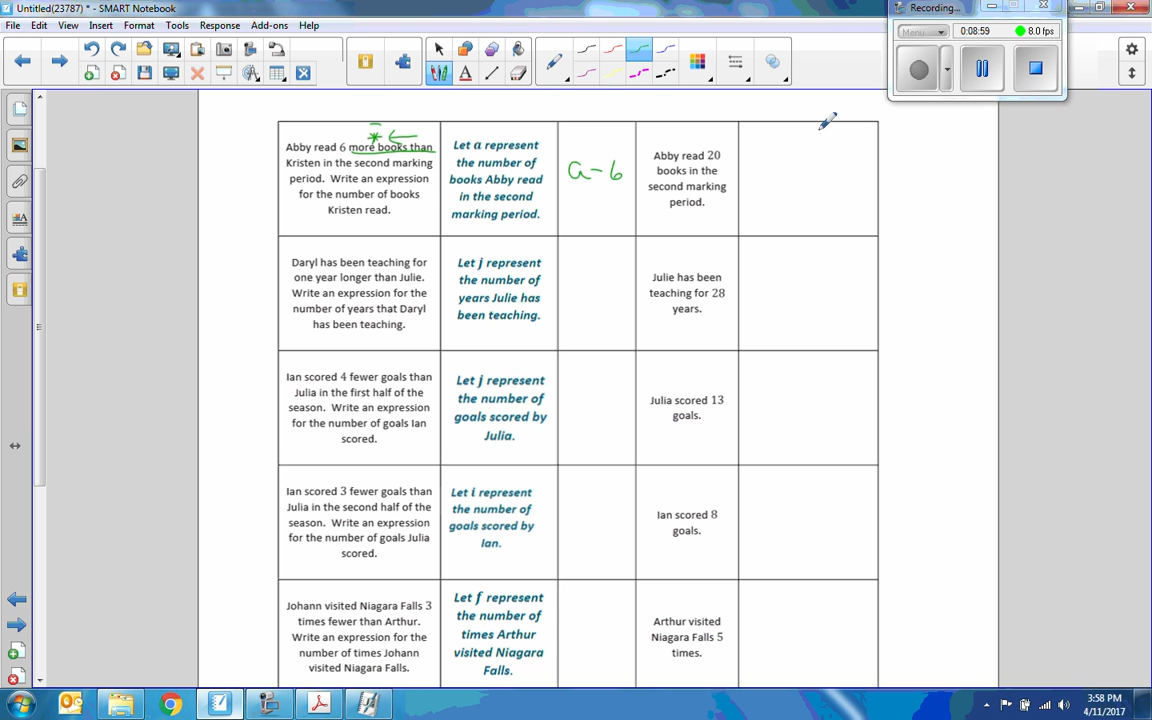 Untitled(23787) * - SMART Notebook
Recording...
File Edit View Insert Format Tools Response Add-ons Help
Menu
0:08:59
8.0 fps
Abby read 6 more books than
Kristen in the second marking
period. Write an expression
for the number of books
Kristen read.
Let a represent
the number of
books Abby read
in the second
marking period.
a-6
Abby read 20
books in the
second marking
period.
Daryl has been teaching for
one year longer than Julie.
Write an expression for the
number of years that Daryl
has been teaching.
Let j represent
the number of
years Julie has
been teaching.
Julie has been
teaching for 28
years.
Ian scored 4 fewer goals than
Julia in the first half of the
season. Write an expression
for the number of goals Ian
scored.
Let j represent
the number of
goals scored by
Julia.
Julia scored 13
goals.
Ian scored 3 fewer goals than
Julia in the second half of the
season. Write an expression
for the number of goals Julia
scored.
Let i represent
the number of
goals scored by
Ian.
Ian scored 8
goals.
Johann visited Niagara Falls 3
times fewer than Arthur.
Write an expression for the
number of times Johann
visited Niagara Falls.
Let f represent
the number of
times Arthur
visited Niagara
Falls.
Arthur visited
Niagara Falls 5
times.
3:58 PM
4/11/2017